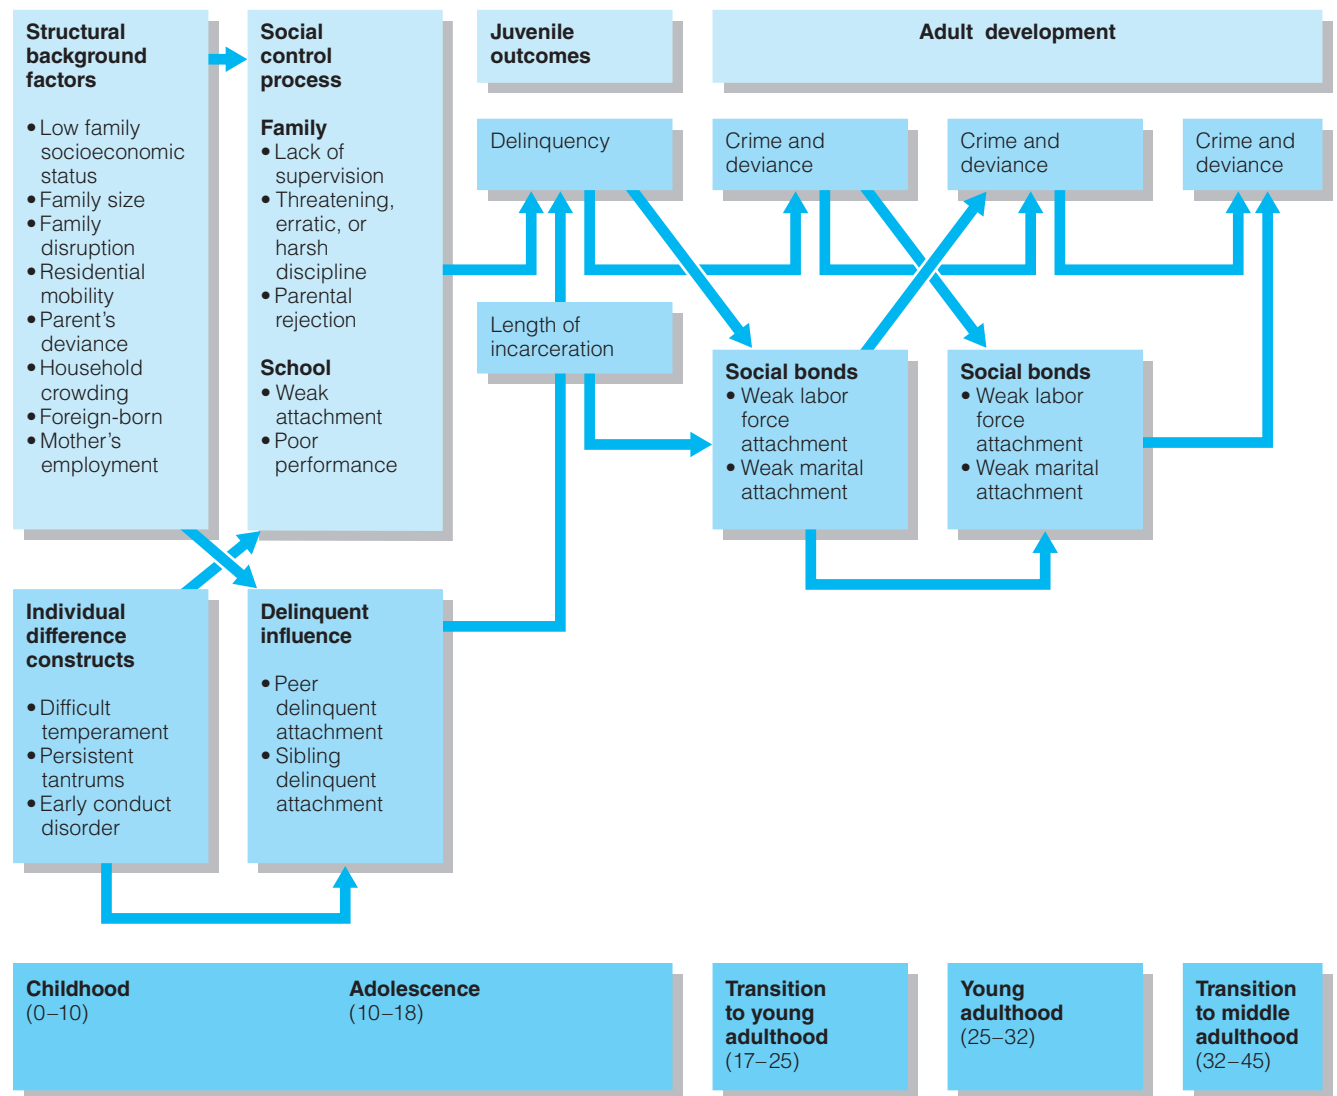 Structural
background
factors
• Low family
socioeconomic
status
• Family size
• Family
disruption
• Residential
mobility
• Parent's
deviance
• Household
crowding
• Foreign-born
• Mother's
employment
Social
control
process
Family
• Lack of
supervision
• Threatening,
erratic, or
harsh
discipline
• Parental
rejection
School
• Weak
attachment
• Poor
performance
Juvenile
outcomes
Adult development
Delinquency
Crime and
deviance
Crime and
deviance
Crime and
deviance
Length of
incarceration
Social bonds
• Weak labor
force
attachment
• Weak marital
attachment
Social bonds
• Weak labor
force
attachment
• Weak marital
attachment
Individual
difference
constructs
• Difficult
temperament
• Persistent
tantrums
• Early conduct
disorder
Delinquent
influence
• Peer
delinquent
attachment
• Sibling
delinquent
attachment
Childhood
(0–10)
Adolescence
(10–18)
Transition
to young
adulthood
(17–25)
Young
adulthood
(25–32)
Transition
to middle
adulthood
(32–45)